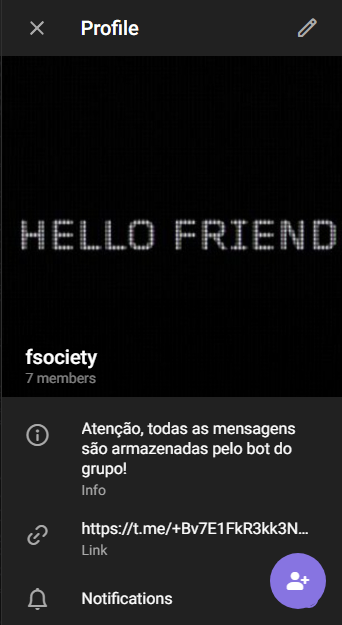 Profile
HELLO FRIEND
fsociety
7 members
Atenção, todas as mensagens
são armazenadas pelo bot do
grupo!
Info
https://t.me/+Bv7E1FkR3kk3N...
Link
Notifications